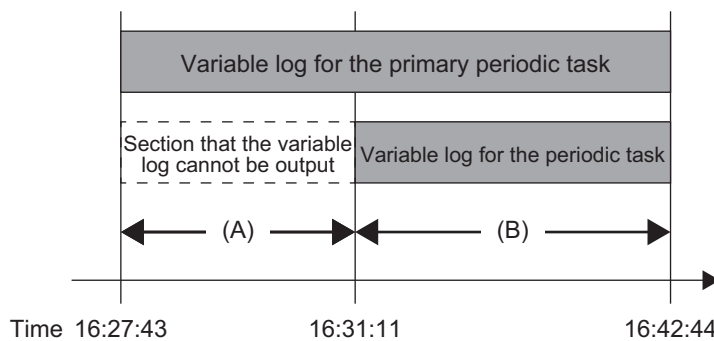 Variable log for the primary periodic task
Section that the variable
log cannot be output
Variable log for the periodic task
(A)
(B)
Time 16:27:43
16:31:11
16:42:44